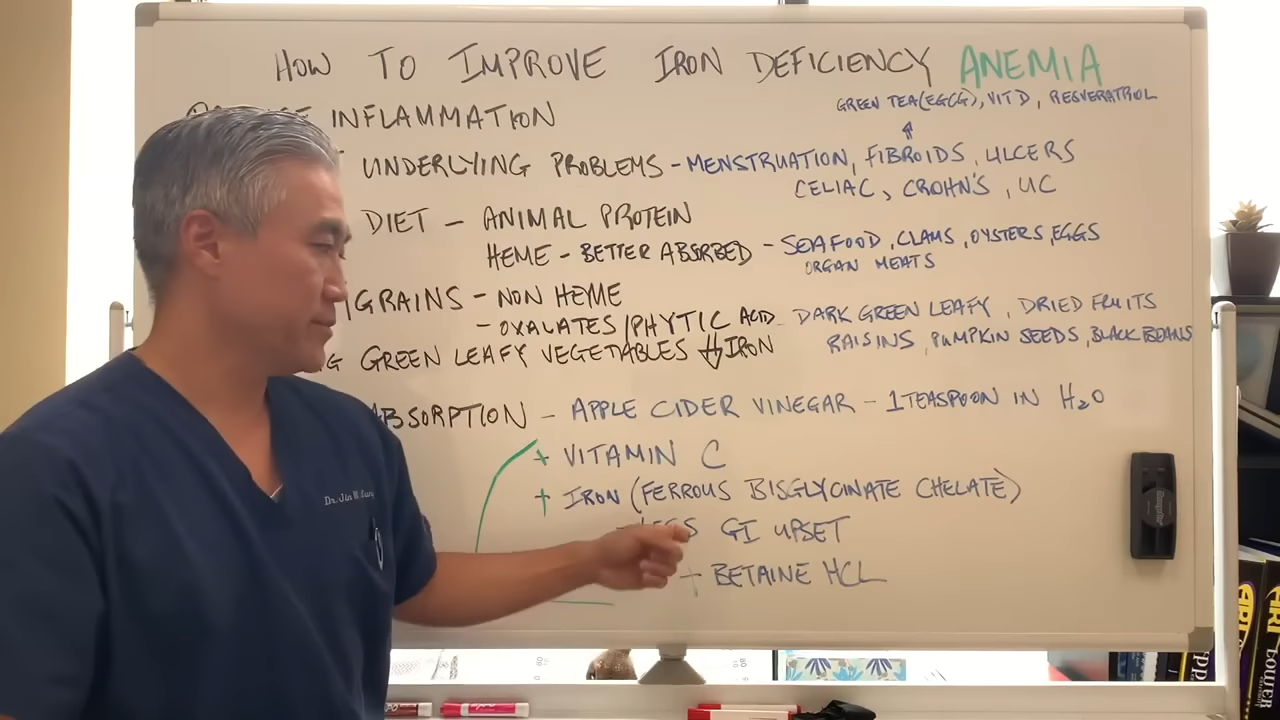 HOW TO IMPROVE IRON DEFICIENCY ANEMIA
GREEN TEA(EGCG), VIT D, RESVERATROL
INFLAMMATION
UNDERLYING PROBLEMS - MENSTRUATION, FIBROIDS, ULCERS
CELIAC, CROHN'S, UC
DIET - ANIMAL PROTEIN
HEME - BETTER ABSORBED - SEAFOOD, CLAMS, OYSTERS, EGGS
ORGAN MEATS
GRAINS - NON HEME
- OXALATES/PHYTIC ACID - DARK GREEN LEAFY, DRIED FRUITS
RAISINS, PUMPKIN SEEDS, BLACK BEANS
GREEN LEAFY VEGETABLES ↓ IRON
ABSORPTION - APPLE CIDER VINEGAR - 1 TEASPOON IN H2O
+ VITAMIN C
+ IRON (FERROUS BISGLYCINATE CHELATE)
- LESS GI UPSET
+ BETAINE HCL
Dr. Jin W. Sung